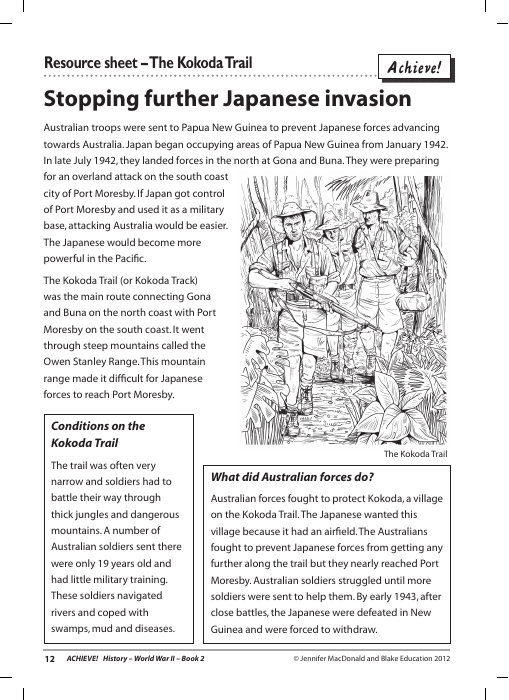 Resource sheet – The Kokoda Trail
Achieve!
Stopping further Japanese invasion
Australian troops were sent to Papua New Guinea to prevent Japanese forces advancing
towards Australia. Japan began occupying areas of Papua New Guinea from January 1942.
In late July 1942, they landed forces in the north at Gona and Buna. They were preparing
for an overland attack on the south coast
city of Port Moresby. If Japan got control
of Port Moresby and used it as a military
base, attacking Australia would be easier.
The Japanese would become more
powerful in the Pacific.
The Kokoda Trail (or Kokoda Track)
was the main route connecting Gona
and Buna on the north coast with Port
Moresby on the south coast. It went
through steep mountains called the
Owen Stanley Range. This mountain
range made it difficult for Japanese
forces to reach Port Moresby.
The Kokoda Trail
Conditions on the
Kokoda Trail
The trail was often very
narrow and soldiers had to
battle their way through
thick jungles and dangerous
mountains. A number of
Australian soldiers sent there
were only 19 years old and
had little military training.
These soldiers navigated
rivers and coped with
swamps, mud and diseases.
What did Australian forces do?
Australian forces fought to protect Kokoda, a village
on the Kokoda Trail. The Japanese wanted this
village because it had an airfield. The Australians
fought to prevent Japanese forces from getting any
further along the trail but they nearly reached Port
Moresby. Australian soldiers struggled until more
soldiers were sent to help them. By early 1943, after
close battles, the Japanese were defeated in New
Guinea and were forced to withdraw.
12 ACHIEVE! History – World War II – Book 2
© Jennifer MacDonald and Blake Education 2012